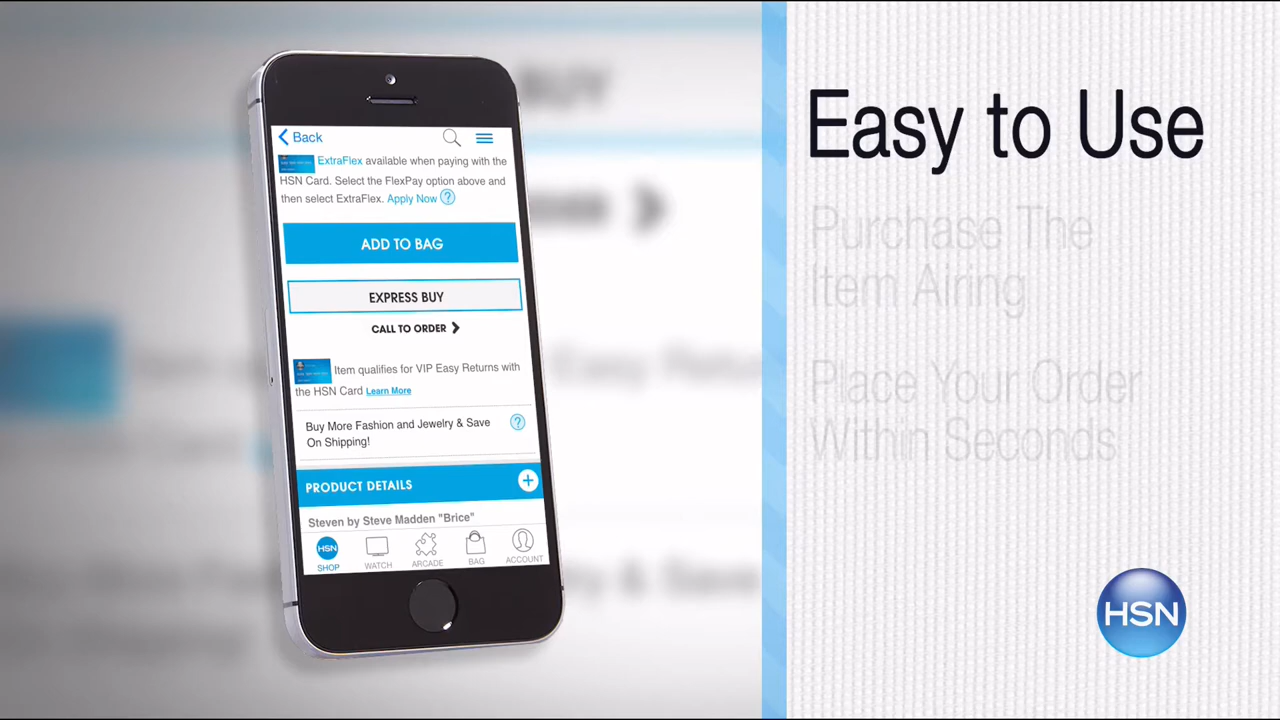 Back
ExtraFlex available when paying with the
HSN Card. Select the FlexPay option above and
then select ExtraFlex. Apply Now ?
ADD TO BAG
EXPRESS BUY
CALL TO ORDER
Item qualifies for VIP Easy Returns with
the HSN Card Learn More
Buy More Fashion and Jewelry & Save ?
On Shipping!
PRODUCT DETAILS +
Steven by Steve Madden "Brice"
HSN
SHOP WATCH ARCADE BAG ACCOUNT
Easy to Use
Purchase The
Item Airing
Place Your Order
Within Seconds
HSN